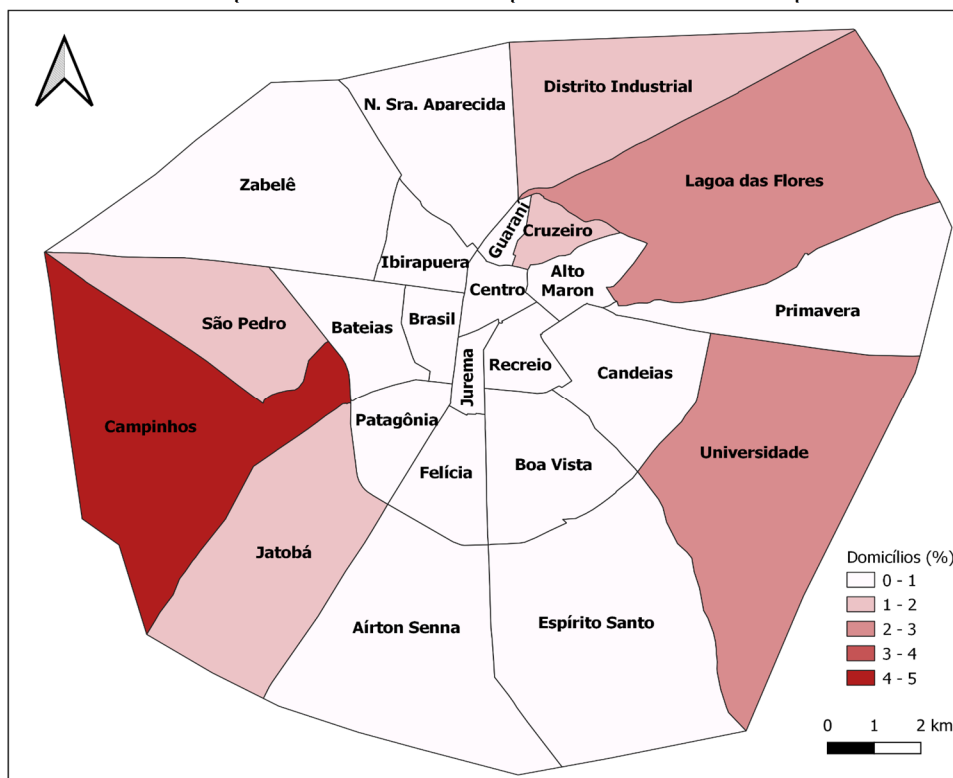 N. Sra. Aparecida
Distrito Industrial
Zabelê
Lagoa das Flores
Guarani
Cruzeiro
Ibirapuera
Alto
Maron
Centro
Primavera
São Pedro
Bateias
Brasil
Recreio
Candeias
Jurema
Campinhos
Patagônia
Universidade
Felícia
Boa Vista
Jatobá
Aírton Senna
Espírito Santo
Domicílios (%)
0 - 1
1 - 2
2 - 3
3 - 4
4 - 5
0 1 2 km